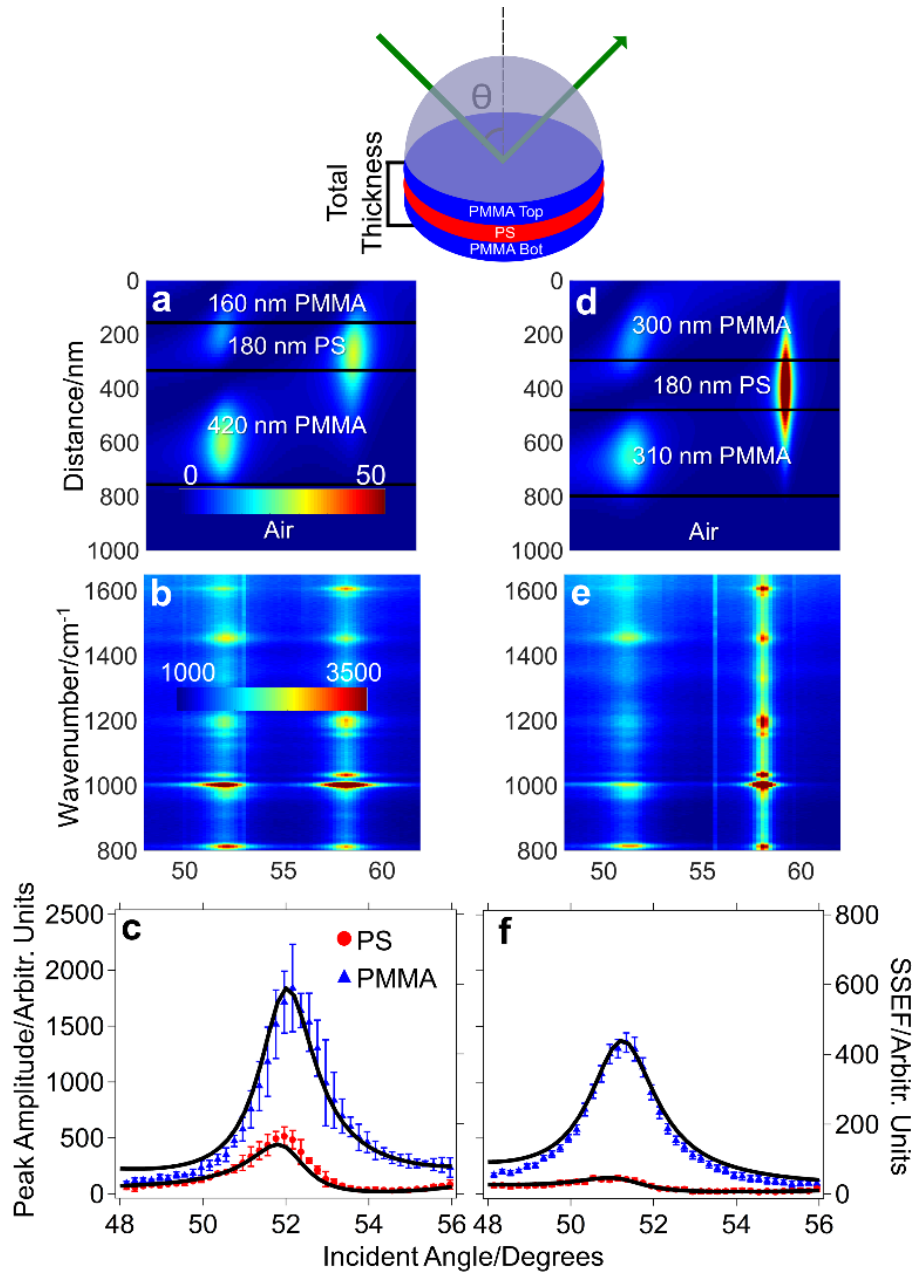 θ
Total
Thickness
PMMA Top
PS
PMMA Bot
a
160 nm PMMA
180 nm PS
420 nm PMMA
0 50
Air
0
200
400
600
800
1000
Distance/nm
d
300 nm PMMA
180 nm PS
310 nm PMMA
Air
0
200
400
600
800
1000
b
1000 3500
1600
1400
1200
1000
800
Wavenumber/cm⁻¹
50 55 60
e
1600
1400
1200
1000
800
50 55 60
c
PS
PMMA
2500
2000
1500
1000
500
0
Peak Amplitude/Arbitr. Units
48 50 52 54 56
f
800
600
400
200
0
SSEF/Arbitr. Units
48 50 52 54 56
Incident Angle/Degrees